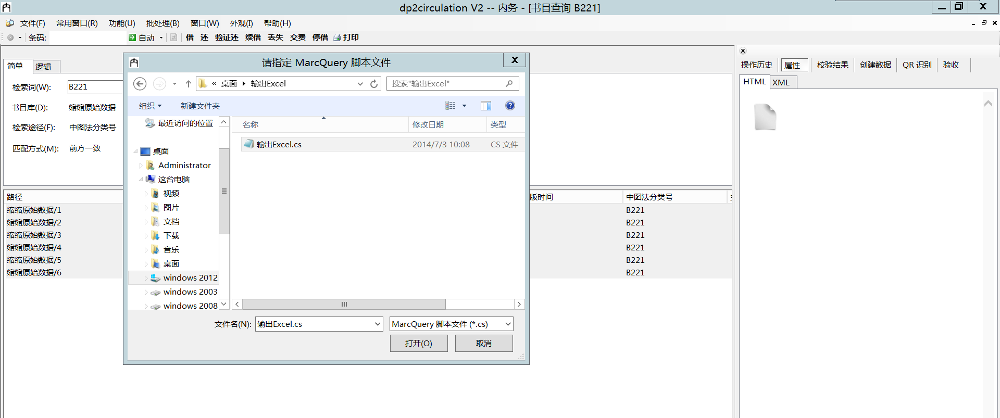 dp2circulation V2 -- 内务 - [书目查询 B221]
文件(F) 常用窗口(R) 功能(U) 批处理(B) 窗口(W) 外观(I) 帮助(H)
条码: 自动 借 还 验证还 续借 丢失 交费 停借 打印
简单 逻辑
检索词(W): B221
书目库(D): 缩缩原始数据
检索途径(F): 中图法分类号
匹配方式(M): 前方一致
请指定 MarcQuery 脚本文件
« 桌面 输出Excel
搜索"输出Excel"
组织 新建文件夹
最近访问的位置
桌面
Administrator
这台电脑
视频
图片
文档
下载
音乐
桌面
windows 2012
windows 2003
windows 2008
名称 修改日期 类型
输出Excel.cs 2014/7/3 10:08 CS 文件
文件名(N): 输出Excel.cs MarcQuery 脚本文件 (*.cs)
打开(O) 取消
路径 版时间 中图法分类号
缩缩原始数据/1 B221
缩缩原始数据/2 B221
缩缩原始数据/3 B221
缩缩原始数据/4 B221
缩缩原始数据/5 B221
缩缩原始数据/6 B221
操作历史 属性 校验结果 创建数据 QR 识别 验收
HTML XML